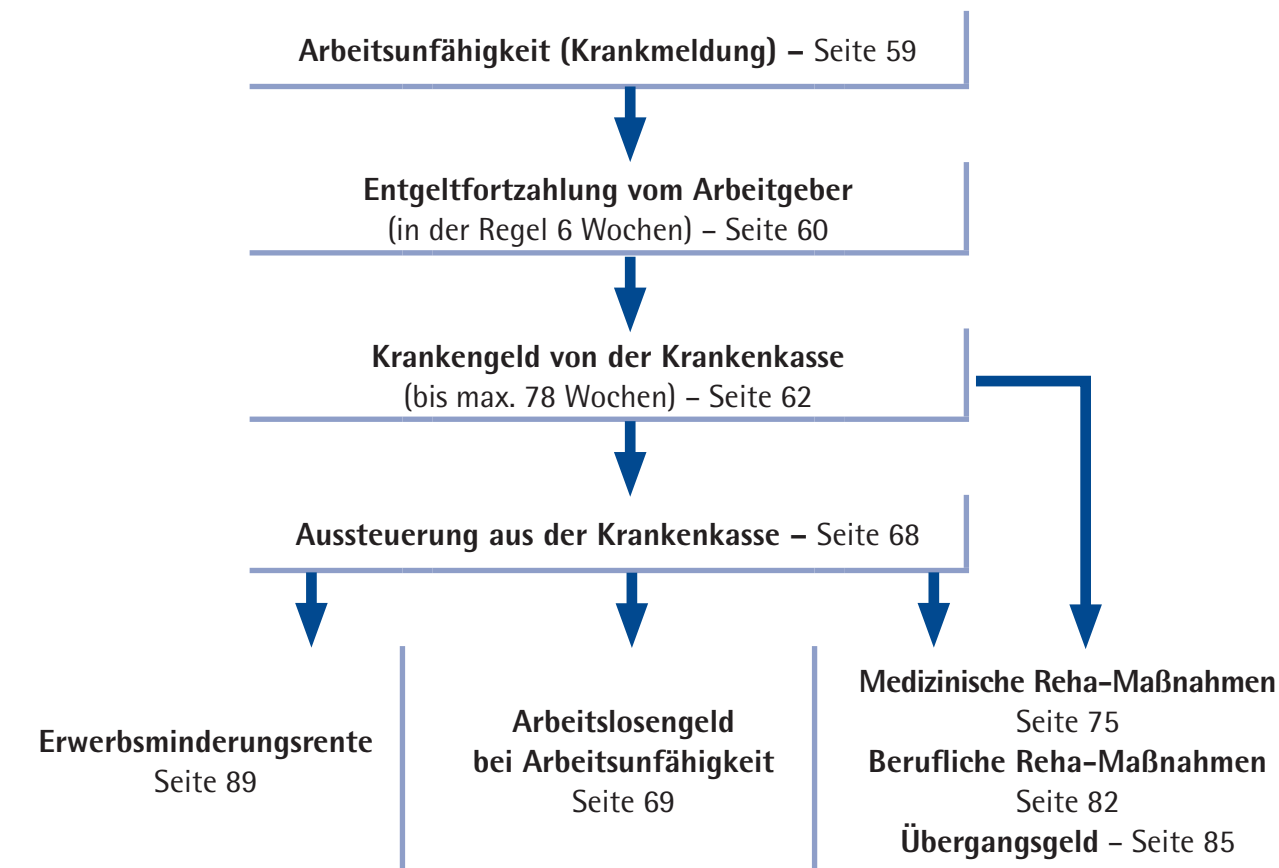 Arbeitsunfähigkeit (Krankmeldung) – Seite 59
Entgeltfortzahlung vom Arbeitgeber
(in der Regel 6 Wochen) – Seite 60
Krankengeld von der Krankenkasse
(bis max. 78 Wochen) – Seite 62
Aussteuerung aus der Krankenkasse – Seite 68
Erwerbsminderungsrente
Seite 89
Arbeitslosengeld
bei Arbeitsunfähigkeit
Seite 69
Medizinische Reha-Maßnahmen
Seite 75
Berufliche Reha-Maßnahmen
Seite 82
Übergangsgeld – Seite 85